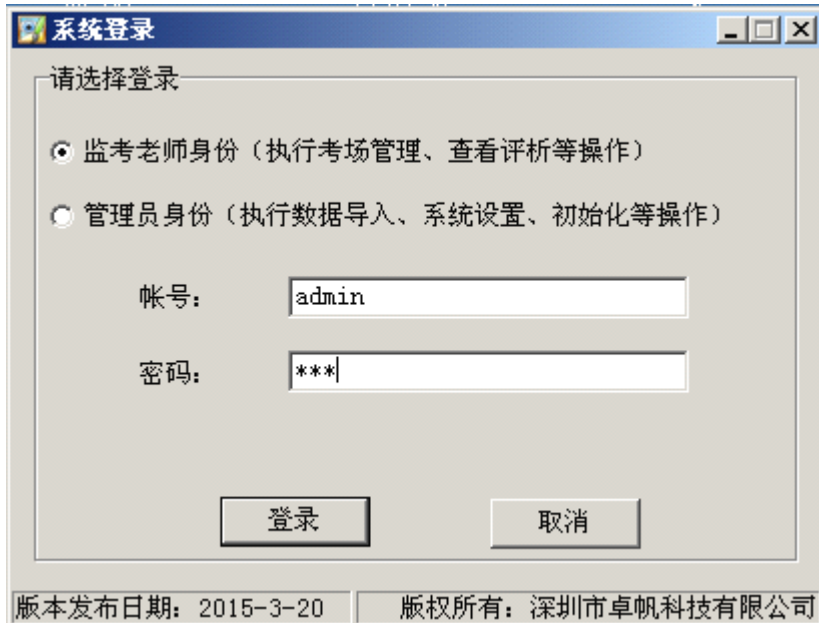 系统登录
请选择登录
监考老师身份（执行考场管理、查看评析等操作）
管理员身份（执行数据导入、系统设置、初始化等操作）
帐号： admin
密码： ***
登录 取消
版本发布日期：2015-3-20 版权所有：深圳市卓帆科技有限公司